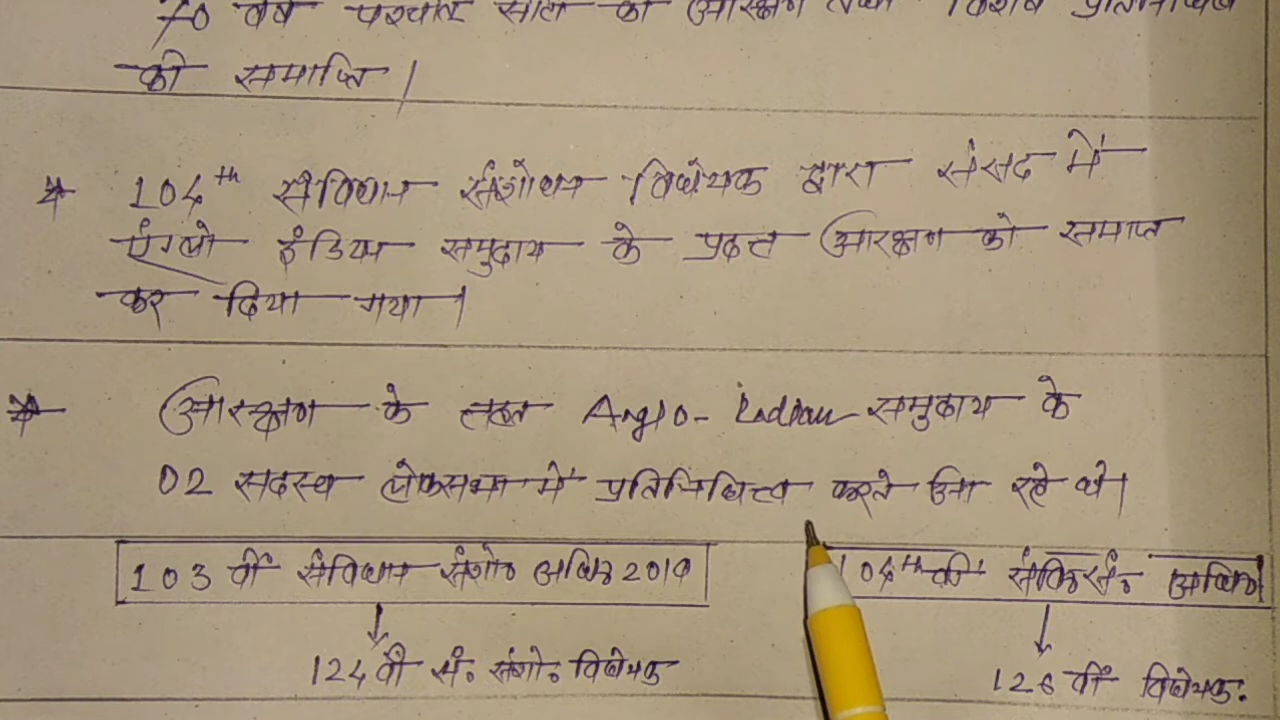 70 वर्ष पश्चात सीटों का आरक्षण तथा विशेष प्रतिनिधित्व
की समाप्ति।
* 104th संविधान संशोधन विधेयक द्वारा संसद में
एंग्लो इंडियन समुदाय के प्रदत्त आरक्षण को समाप्त
कर दिया गया।
* आरक्षण के तहत Anglo-Indian समुदाय के
02 सदस्य लोकसभा में प्रतिनिधित्व करते आ रहे थे।
103 वीं संविधान संशो० अधि० 2019
104th वीं संवि० सं० अधि०
124 वीं सं० संशो० विधेयक
126 वीं विधेयक.